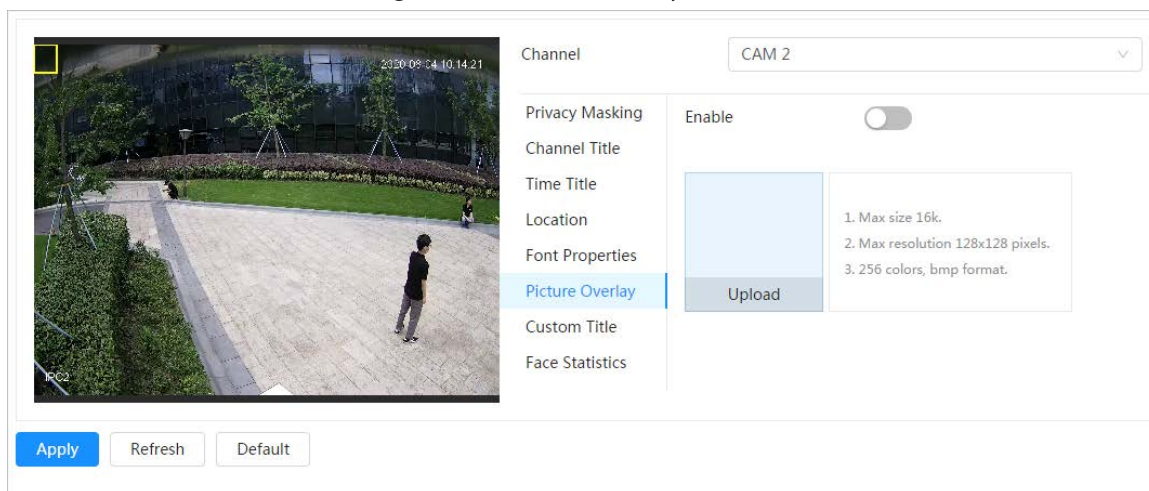 2020-09-04 10:14:21
IPC2
Channel
CAM 2
Privacy Masking
Channel Title
Time Title
Location
Font Properties
Picture Overlay
Custom Title
Face Statistics
Enable
Upload
1. Max size 16k.
2. Max resolution 128x128 pixels.
3. 256 colors, bmp format.
Apply
Refresh
Default